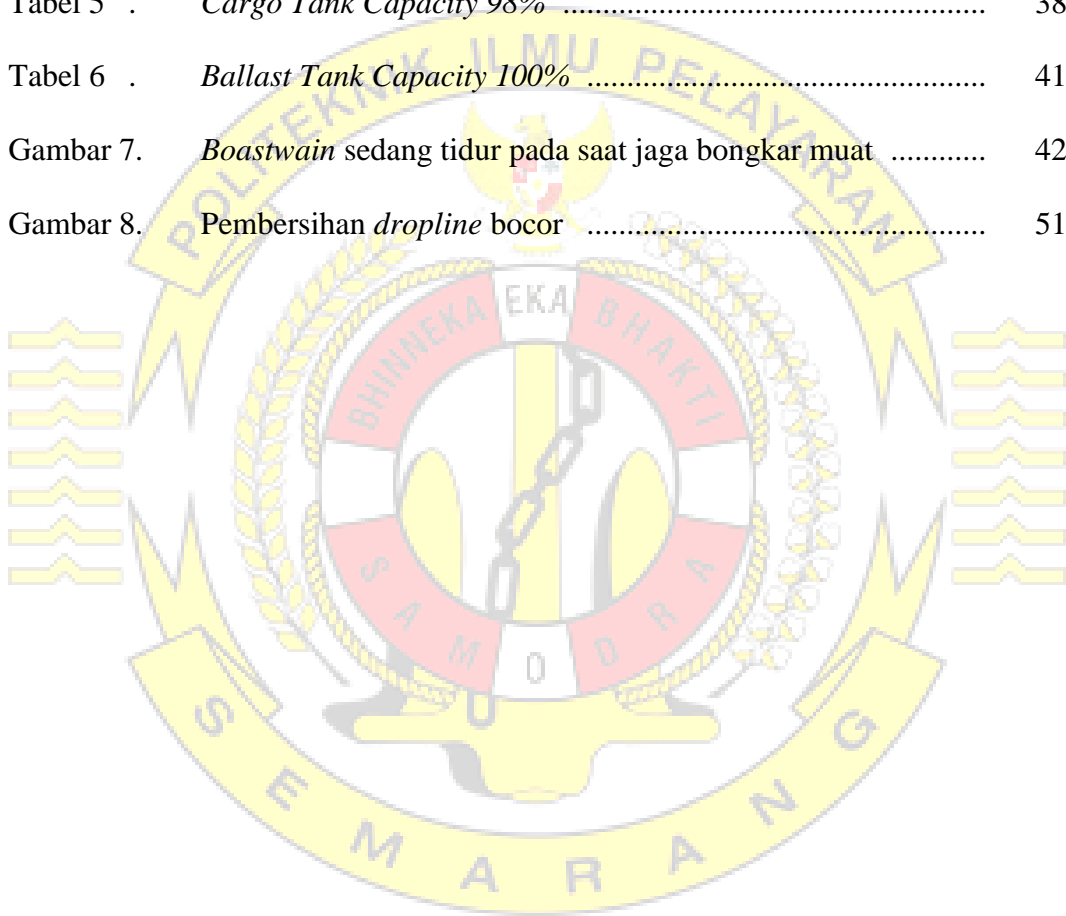 Tabel 5 . Cargo Tank Capacity 98% ............................................ 38
Tabel 6 . Ballast Tank Capacity 100% ......................................... 41
Gambar 7. Boastwain sedang tidur pada saat jaga bongkar muat ............ 42
Gambar 8. Pembersihan dropline bocor ......................................... 51
POLITEKNIK ILMU PELAYARAN
BHINNEKA EKA BHAKTI
SAMODRA
SEMARANG